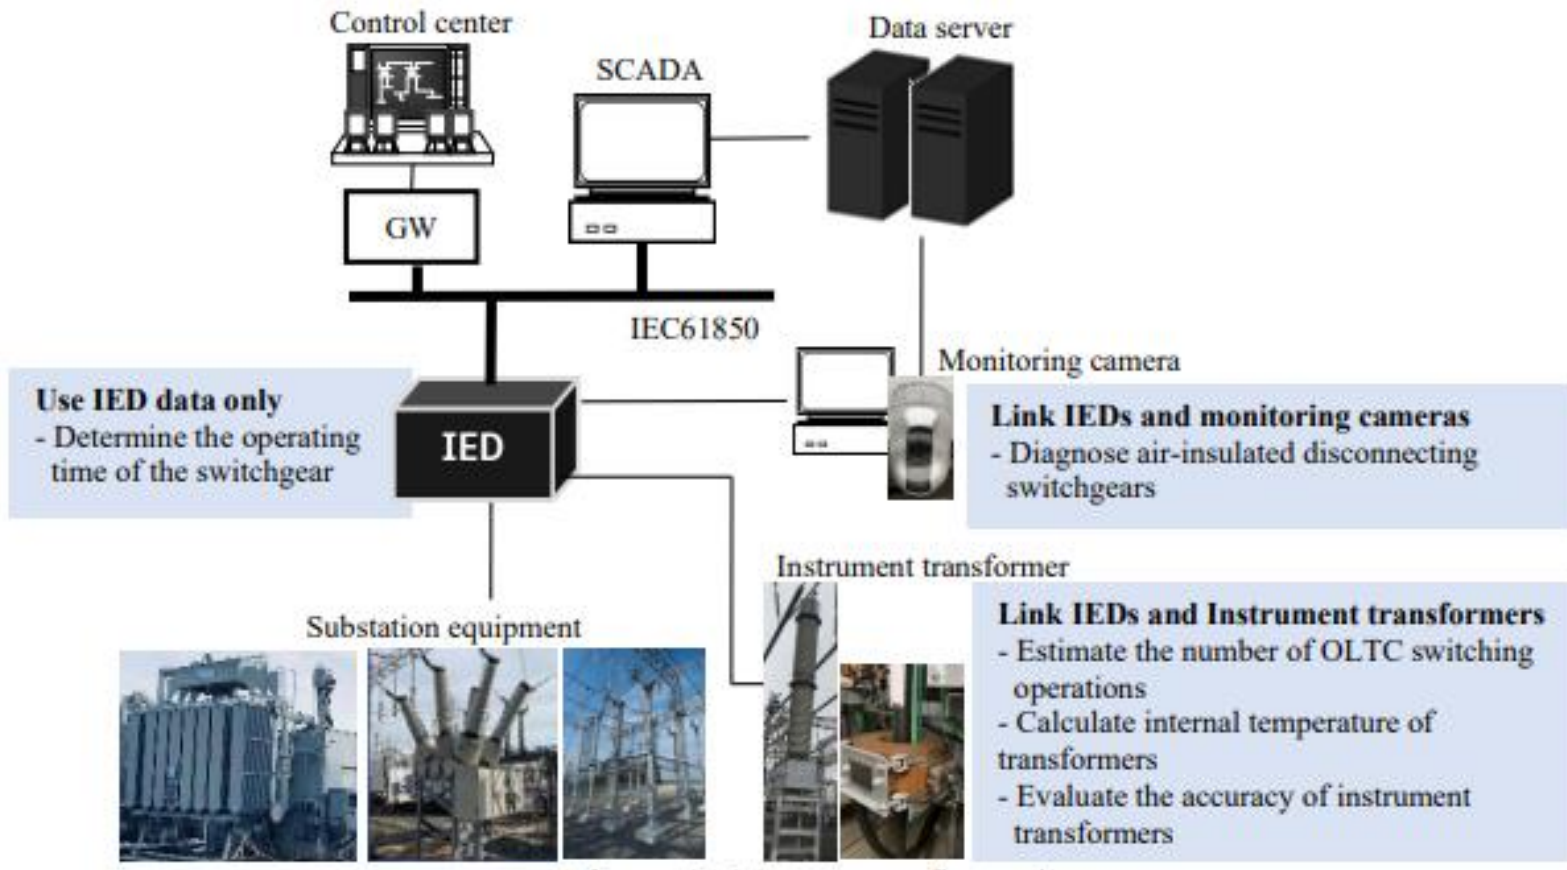 Control center
SCADA
Data server
GW
IEC61850
Monitoring camera
Use IED data only
- Determine the operating
time of the switchgear
IED
Link IEDs and monitoring cameras
- Diagnose air-insulated disconnecting
switchgears
Instrument transformer
Substation equipment
Link IEDs and Instrument transformers
- Estimate the number of OLTC switching
operations
- Calculate internal temperature of
transformers
- Evaluate the accuracy of instrument
transformers